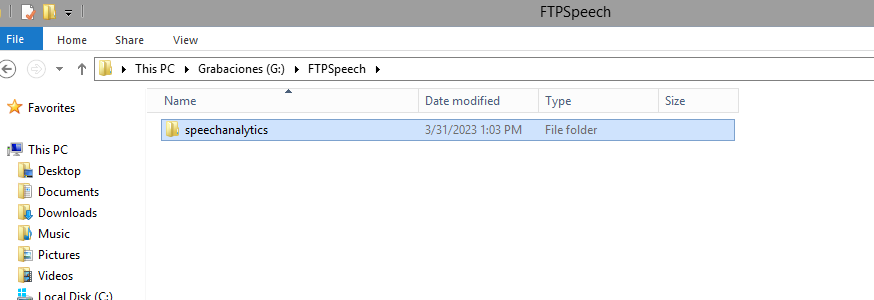 FTPSpeech
File Home Share View
This PC Grabaciones (G:) FTPSpeech
Name Date modified Type Size
Favorites
speechanalytics 3/31/2023 1:03 PM File folder
This PC
Desktop
Documents
Downloads
Music
Pictures
Videos
Local Disk (C:)